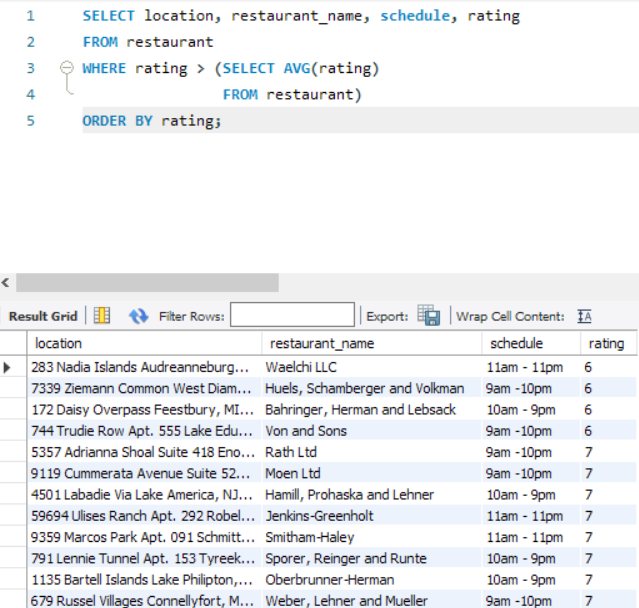 1 SELECT location, restaurant_name, schedule, rating
2 FROM restaurant
3 WHERE rating > (SELECT AVG(rating)
4 FROM restaurant)
5 ORDER BY rating;
Result Grid Filter Rows: Export: Wrap Cell Content: IA
location restaurant_name schedule rating
283 Nadia Islands Audreanneburg... Waelchi LLC 11am - 11pm 6
7339 Ziemann Common West Diam... Huels, Schamberger and Volkman 9am -10pm 6
172 Daisy Overpass Feestbury, MI... Bahringer, Herman and Lebsack 10am - 9pm 6
744 Trudie Row Apt. 555 Lake Edu... Von and Sons 9am -10pm 6
5357 Adrianna Shoal Suite 418 Eno... Rath Ltd 9am -10pm 7
9119 Cummerata Avenue Suite 52... Moen Ltd 9am -10pm 7
4501 Labadie Via Lake America, NJ... Hamill, Prohaska and Lehner 10am - 9pm 7
59694 Ulises Ranch Apt. 292 Robel... Jenkins-Greenholt 11am - 11pm 7
9359 Marcos Park Apt. 091 Schmitt... Smitham-Haley 11am - 11pm 7
791 Lennie Tunnel Apt. 153 Tyreek... Sporer, Reinger and Runte 10am - 9pm 7
1135 Bartell Islands Lake Philipton,... Oberbrunner-Herman 10am - 9pm 7
679 Russel Villages Connellyfort, M... Weber, Lehner and Mueller 9am -10pm 7